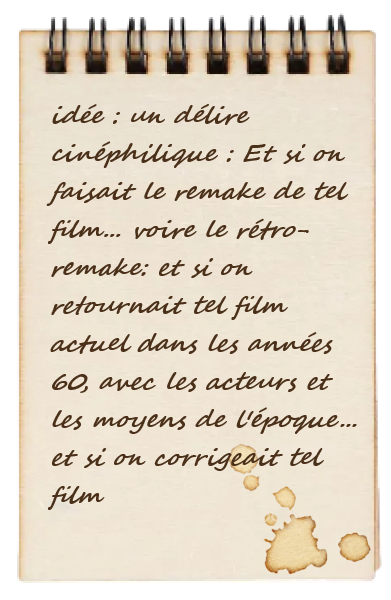 idée : un délire
cinéphilique : Et si on
faisait le remake de tel
film... voire le rétro-
remake: et si on
retournait tel film
actuel dans les années
60, avec les acteurs et
les moyens de l'époque...
et si on corrigeait tel
film